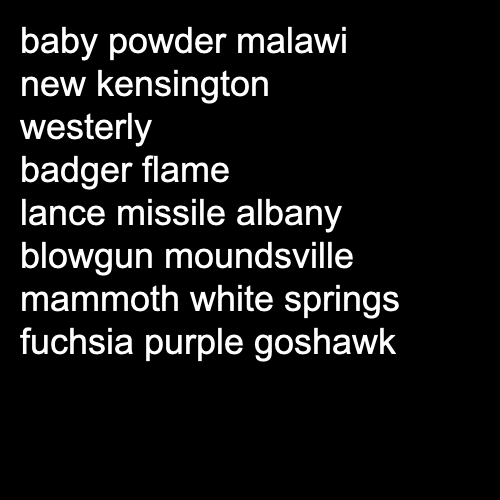 baby powder malawi
new kensington
westerly
badger flame
lance missile albany
blowgun moundsville
mammoth white springs
fuchsia purple goshawk